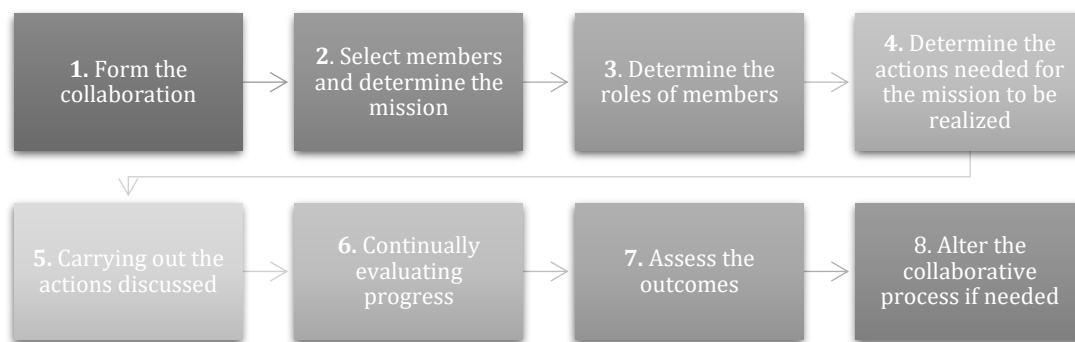 1. Form the
collaboration
2. Select members
and determine the
mission
3. Determine the
roles of members
4. Determine the
actions needed for
the mission to be
realized
5. Carrying out the
actions discussed
6. Continually
evaluating
progress
7. Assess the
outcomes
8. Alter the
collaborative
process if needed